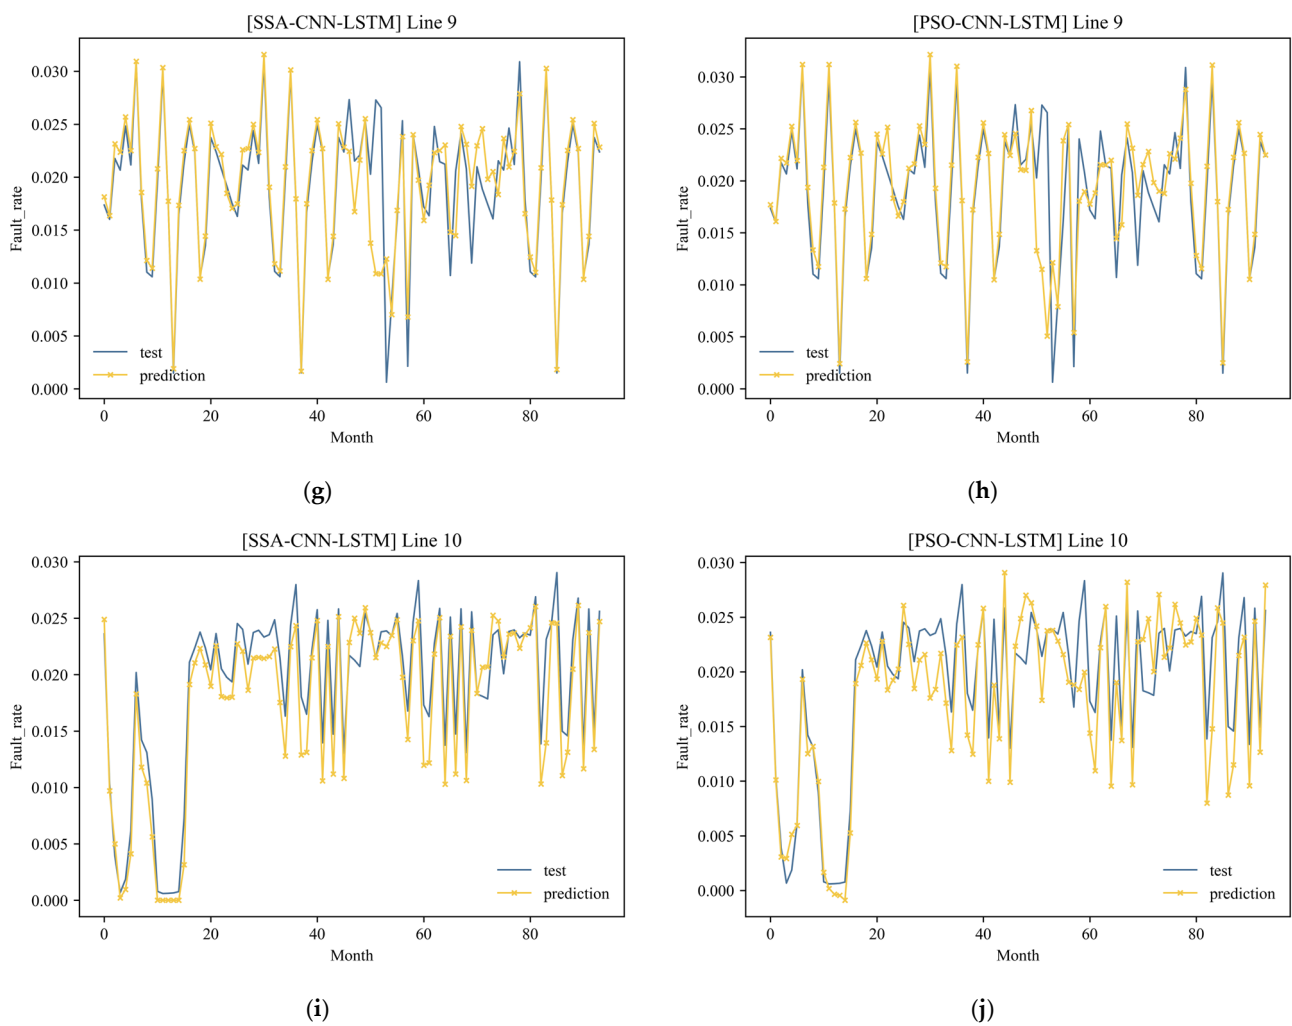 [SSA-CNN-LSTM] Line 9
Fault_rate
0.030
0.025
0.020
0.015
0.010
0.005
0.000
test
prediction
0 20 40 60 80
Month
(g)
[PSO-CNN-LSTM] Line 9
Fault_rate
0.030
0.025
0.020
0.015
0.010
0.005
0.000
test
prediction
0 20 40 60 80
Month
(h)
[SSA-CNN-LSTM] Line 10
Fault_rate
0.030
0.025
0.020
0.015
0.010
0.005
0.000
test
prediction
0 20 40 60 80
Month
(i)
[PSO-CNN-LSTM] Line 10
Fault_rate
0.030
0.025
0.020
0.015
0.010
0.005
0.000
test
prediction
0 20 40 60 80
Month
(j)